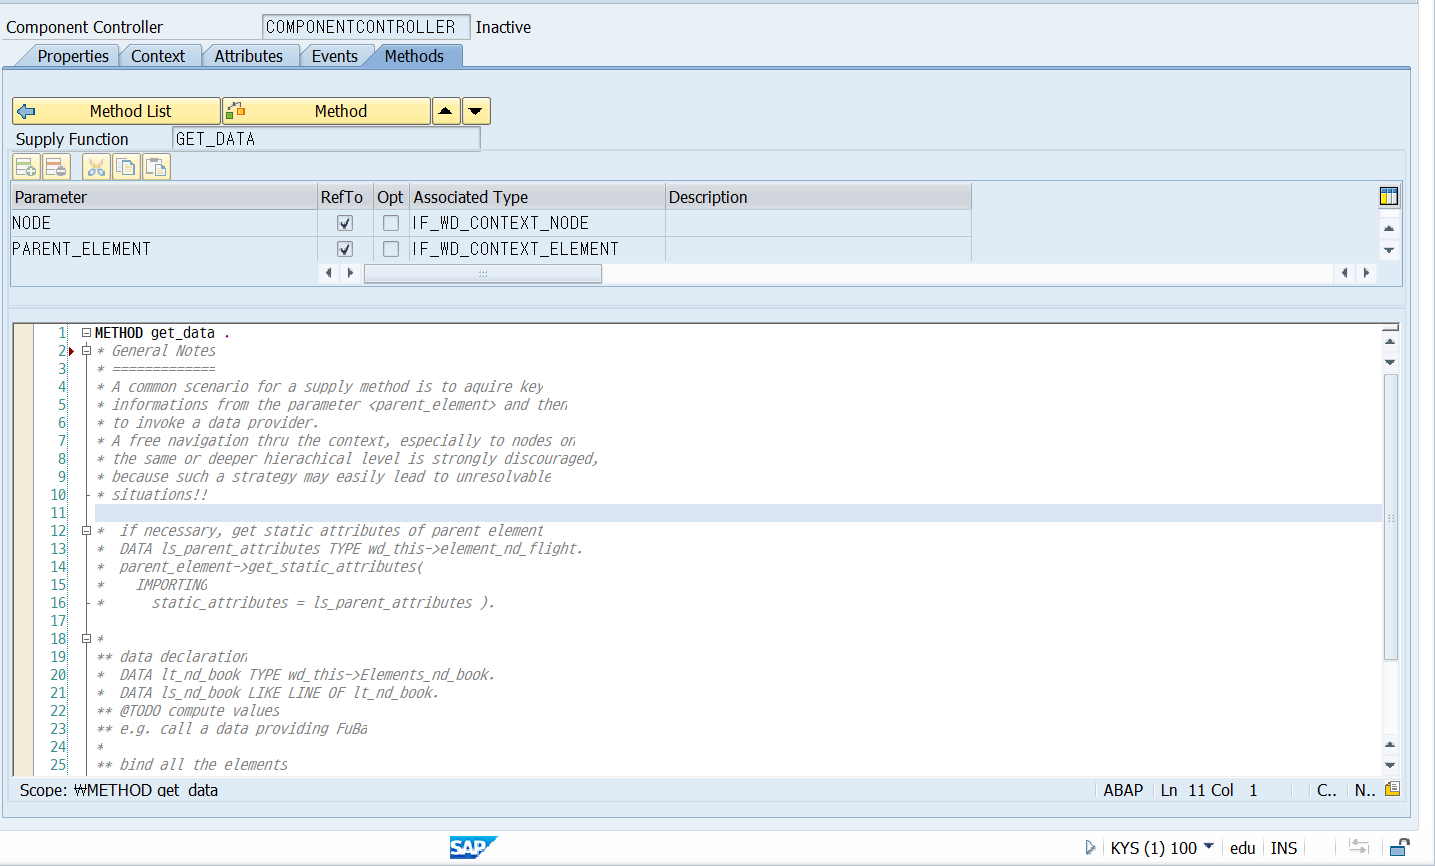 Component Controller COMPONENTCONTROLLER Inactive
Properties Context Attributes Events Methods
Method List Method
Supply Function GET_DATA
Parameter RefTo Opt Associated Type Description
NODE IF_WD_CONTEXT_NODE
PARENT_ELEMENT IF_WD_CONTEXT_ELEMENT
1 METHOD get_data .
2 * General Notes
3 * =============
4 * A common scenario for a supply method is to aquire key
5 * informations from the parameter <parent_element> and then
6 * to invoke a data provider.
7 * A free navigation thru the context, especially to nodes on
8 * the same or deeper hierachical level is strongly discouraged,
9 * because such a strategy may easily lead to unresolvable
10 * situations!!
11
12 *  if necessary, get static attributes of parent element
13 *  DATA ls_parent_attributes TYPE wd_this->element_nd_flight.
14 *  parent_element->get_static_attributes(
15 *    IMPORTING
16 *      static_attributes = ls_parent_attributes ).
17
18 *
19 ** data declaration
20 *  DATA lt_nd_book TYPE wd_this->Elements_nd_book.
21 *  DATA ls_nd_book LIKE LINE OF lt_nd_book.
22 ** @TODO compute values
23 ** e.g. call a data providing FuBa
24 *
25 ** bind all the elements
Scope: ₩METHOD get_data ABAP Ln 11 Col 1 C.. N..
SAP KYS (1) 100 edu INS